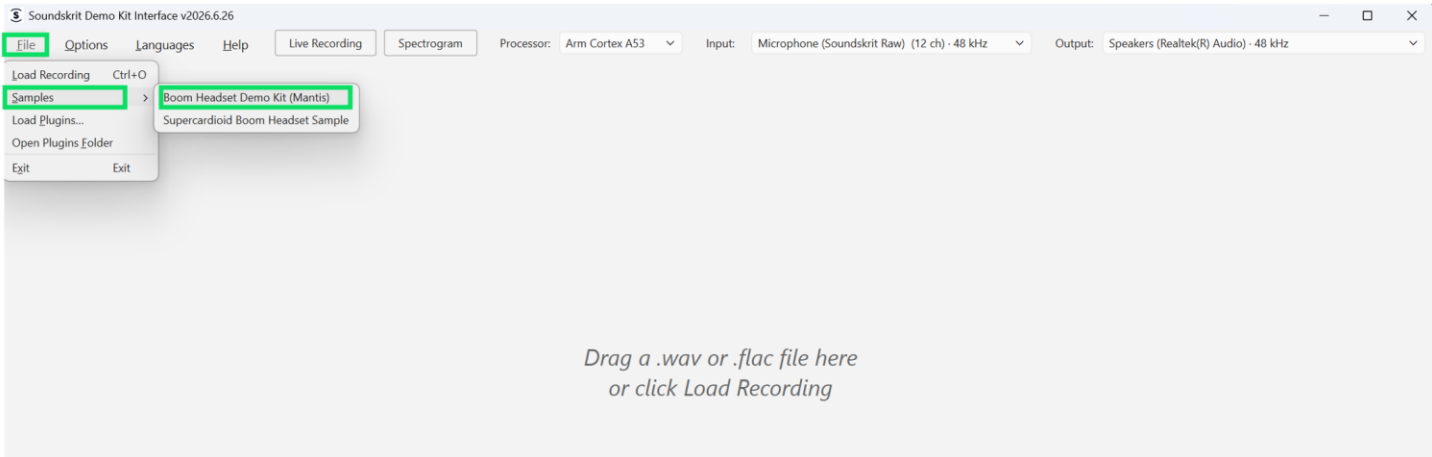 Soundskrit Demo Kit Interface v2026.6.26
File Options Languages Help Live Recording Spectrogram Processor: Arm Cortex A53 Input: Microphone (Soundskrit Raw) (12 ch) · 48 kHz Output: Speakers (Realtek(R) Audio) · 48 kHz
Load Recording Ctrl+O
Samples > Boom Headset Demo Kit (Mantis)
Load Plugins... Supercardioid Boom Headset Sample
Open Plugins Folder
Exit Exit
Drag a .wav or .flac file here
or click Load Recording